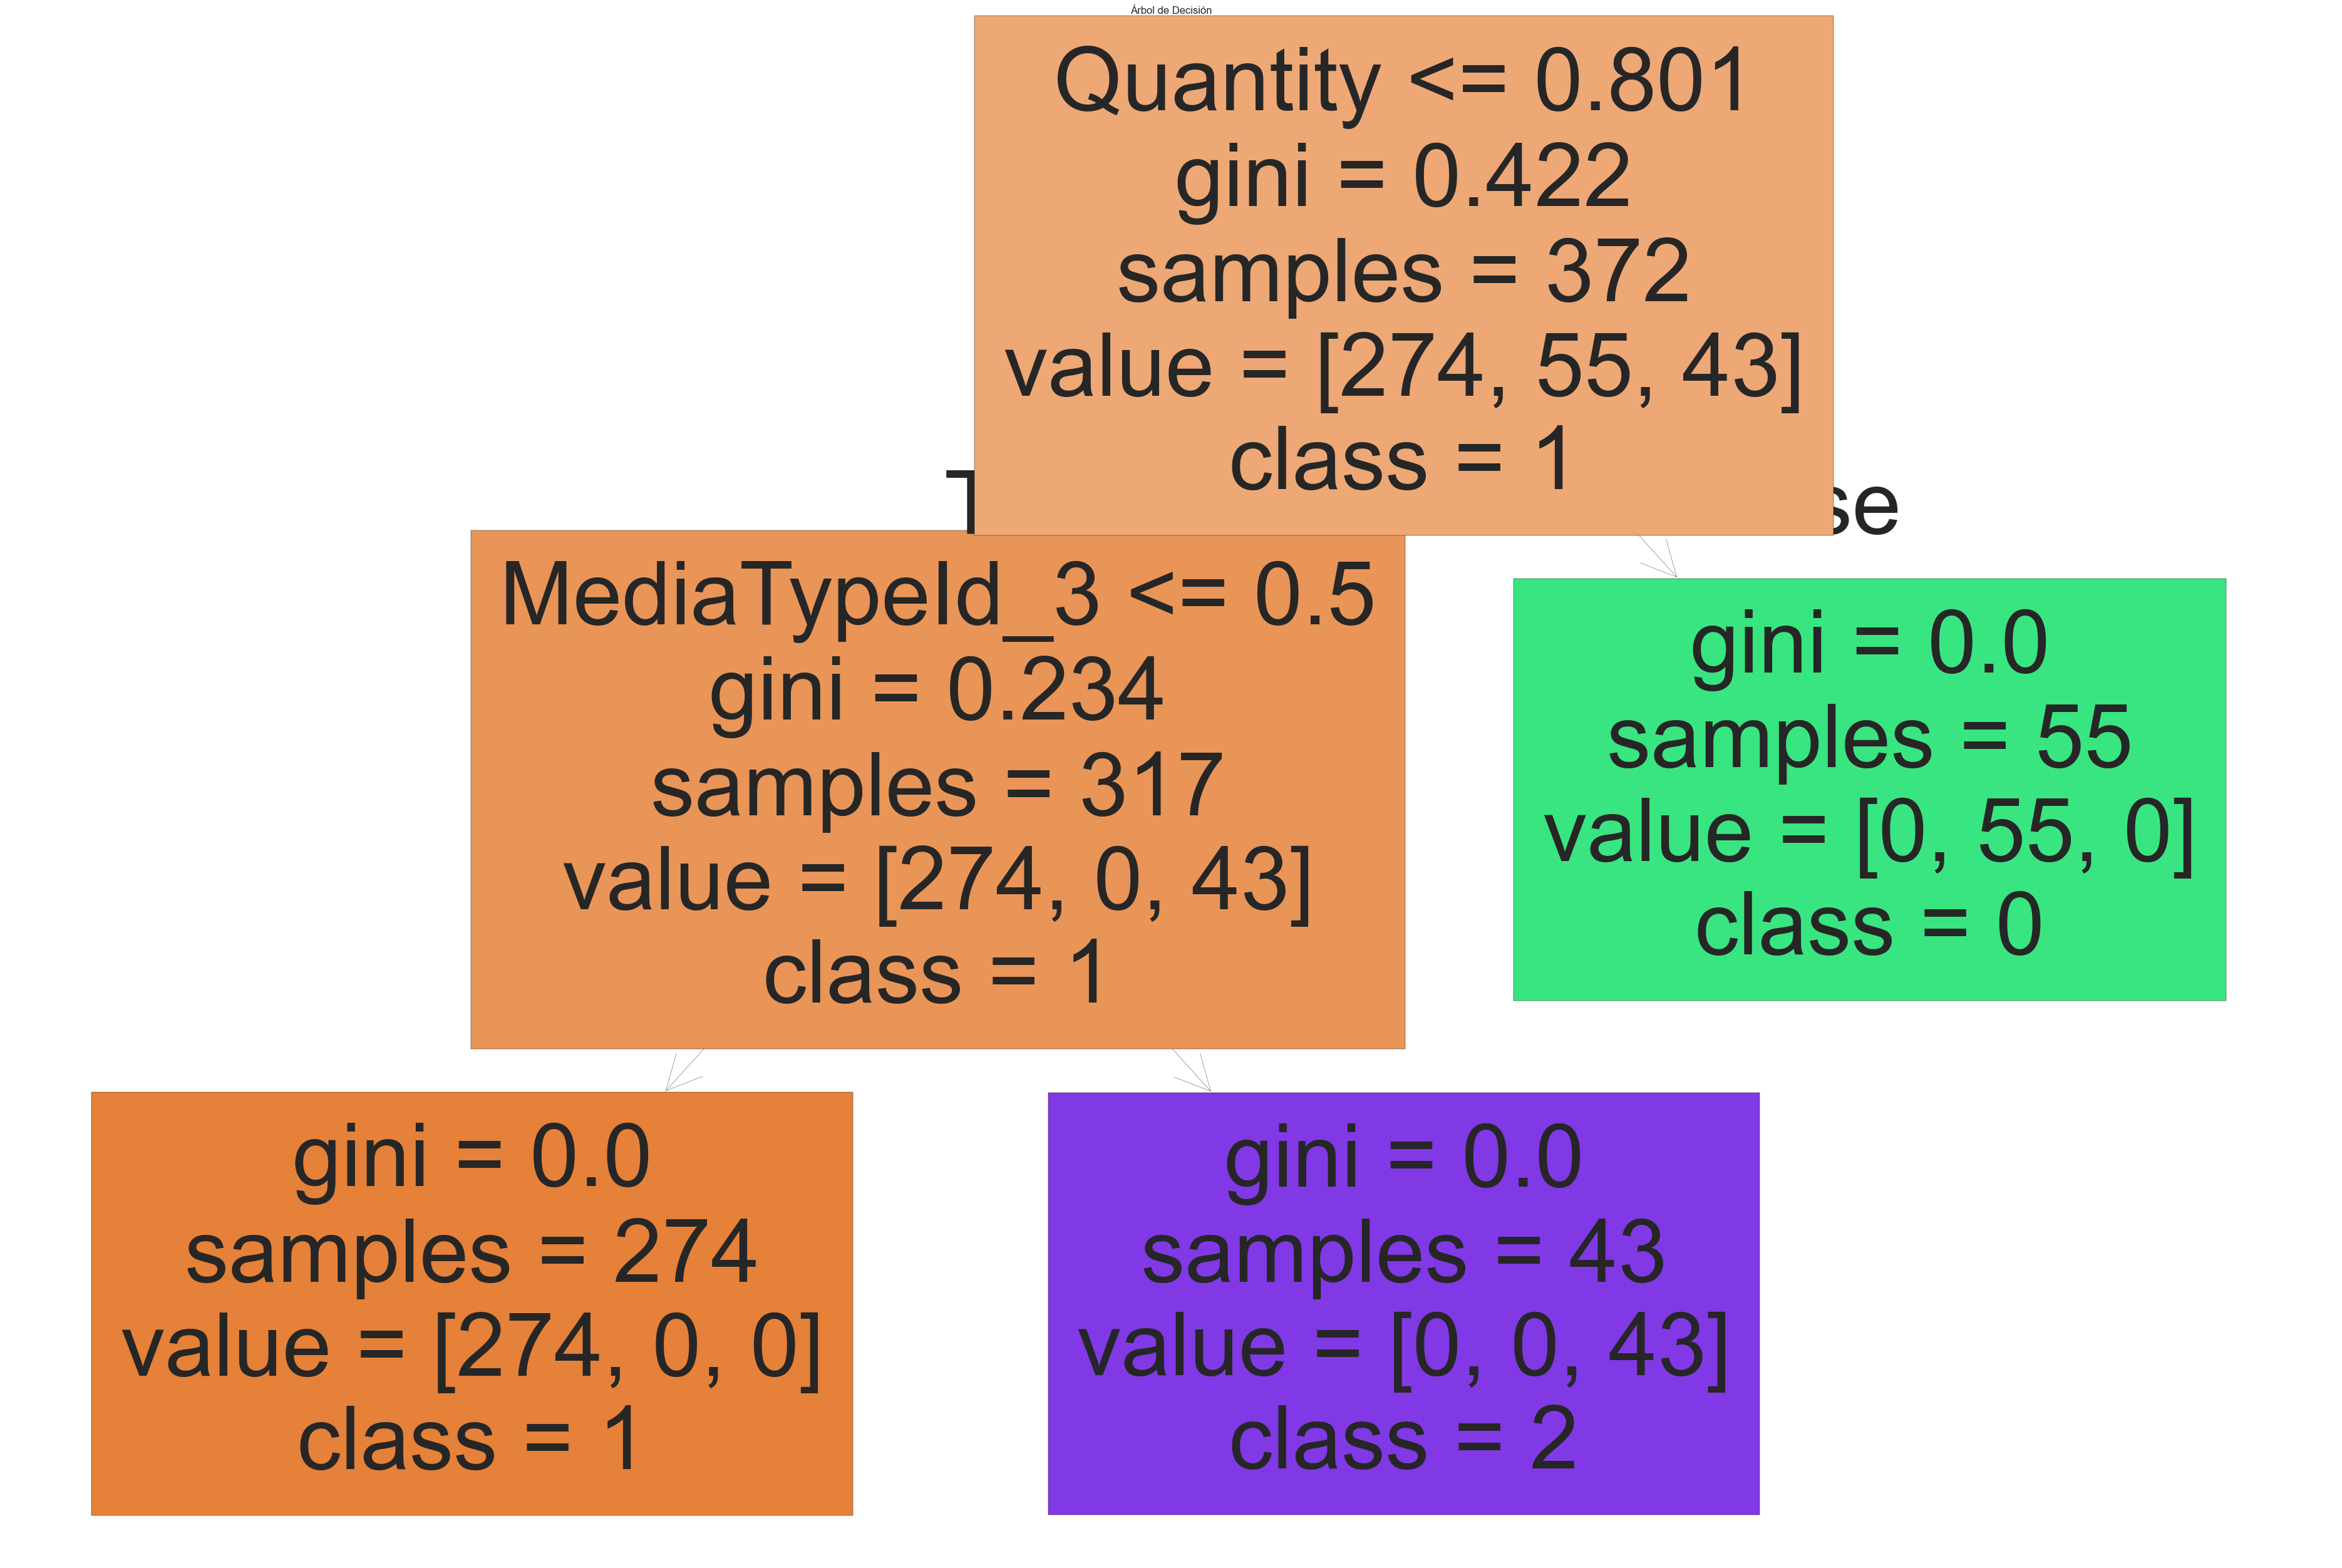 Árbol de Decisión
Quantity <= 0.801
gini = 0.422
samples = 372
value = [274, 55, 43]
class = 1
MediaTypeId_3 <= 0.5
gini = 0.234
samples = 317
value = [274, 0, 43]
class = 1
gini = 0.0
samples = 55
value = [0, 55, 0]
class = 0
gini = 0.0
samples = 274
value = [274, 0, 0]
class = 1
gini = 0.0
samples = 43
value = [0, 0, 43]
class = 2